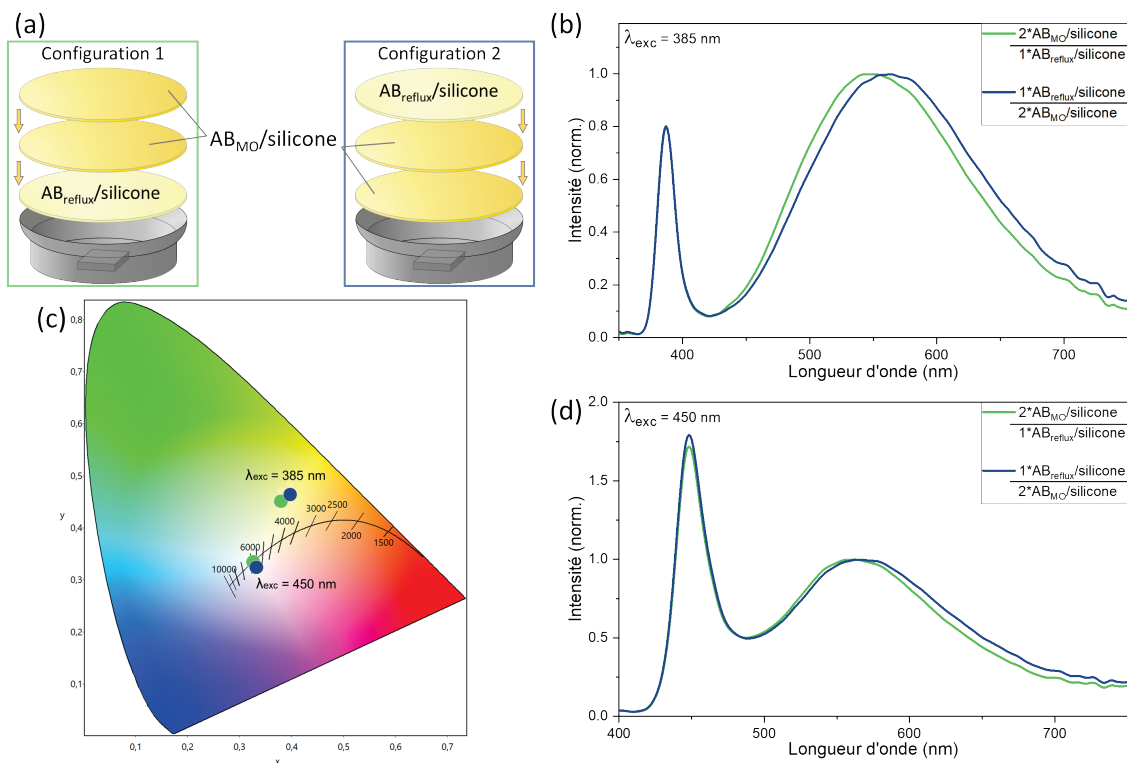 (a)
Configuration 1
AB_MO/silicone
AB_reflux/silicone
Configuration 2
AB_reflux/silicone
(b)
λ_exc = 385 nm
2*AB_MO/silicone
1*AB_reflux/silicone
1*AB_reflux/silicone
2*AB_MO/silicone
Intensité (norm.)
1.0
0.8
0.6
0.4
0.2
0.0
400
500
600
700
Longueur d'onde (nm)
(c)
0,8
0,7
0,6
0,5
0,4
0,3
0,2
0,1
y
λexc = 385 nm
2500
3000
4000
6000
10000
2000
1500
λexc = 450 nm
0,1
0,2
0,3
0,4
0,5
0,6
0,7
x
(d)
λ_exc = 450 nm
2*AB_MO/silicone
1*AB_reflux/silicone
1*AB_reflux/silicone
2*AB_MO/silicone
Intensité (norm.)
2.0
1.5
1.0
0.5
0.0
400
500
600
700
Longueur d'onde (nm)